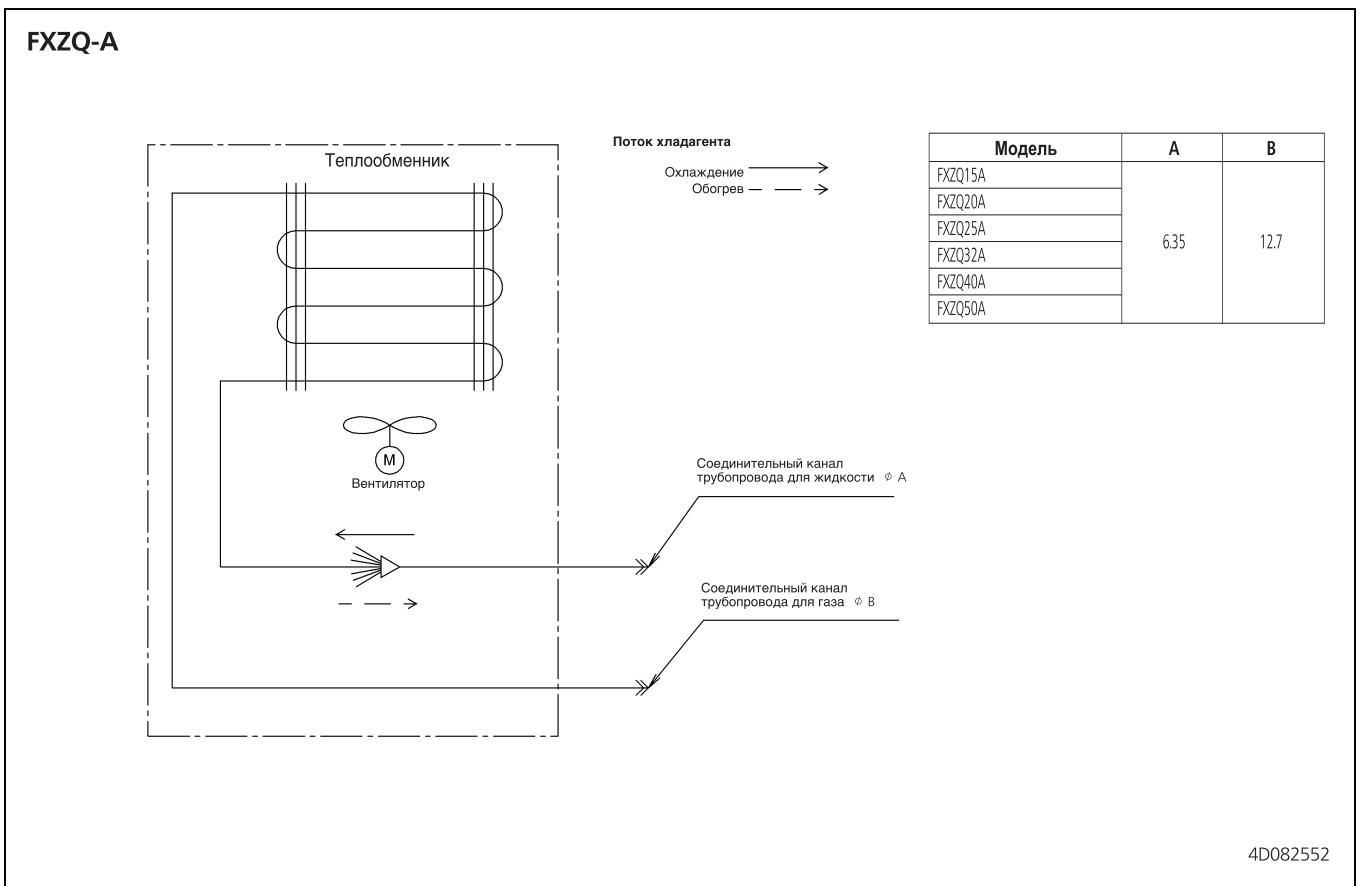 FXZQ-A
Теплообменник
Поток хладагента
Охлаждение
Обогрев
Модель A B
FXZQ15A
FXZQ20A
FXZQ25A
FXZQ32A
FXZQ40A
FXZQ50A
6.35 12.7
M
Вентилятор
Соединительный канал
трубопровода для жидкости ϕ A
Соединительный канал
трубопровода для газа ϕ B
4D082552